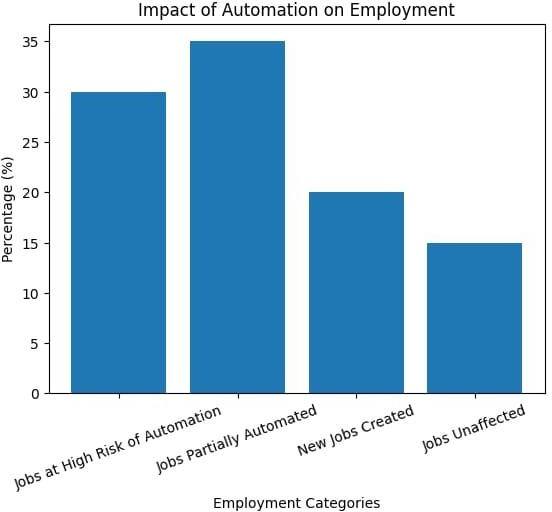 Impact of Automation on Employment
35
30
25
20
15
10
5
0
Percentage (%)
Jobs at High Risk of Automation
Jobs Partially Automated
New Jobs Created
Jobs Unaffected
Employment Categories